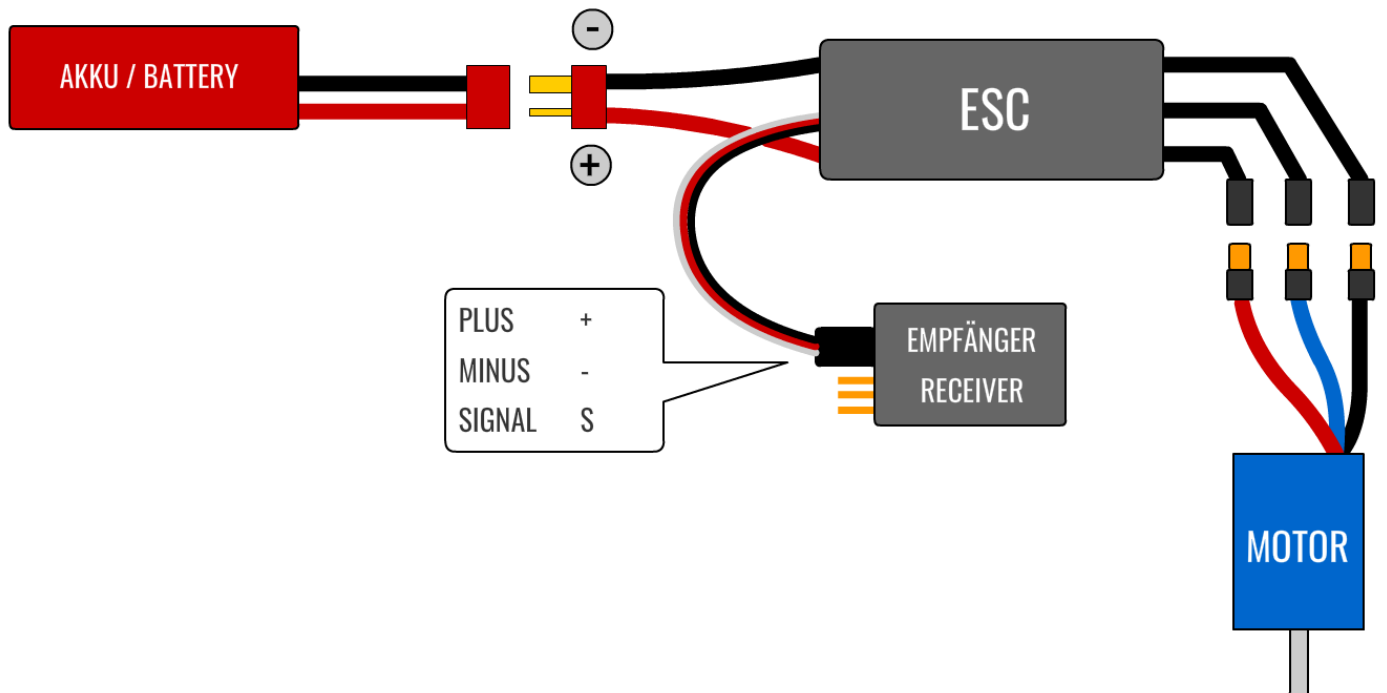 AKKU / BATTERY
-
+
ESC
PLUS +
MINUS -
SIGNAL S
EMPFÄNGER
RECEIVER
MOTOR